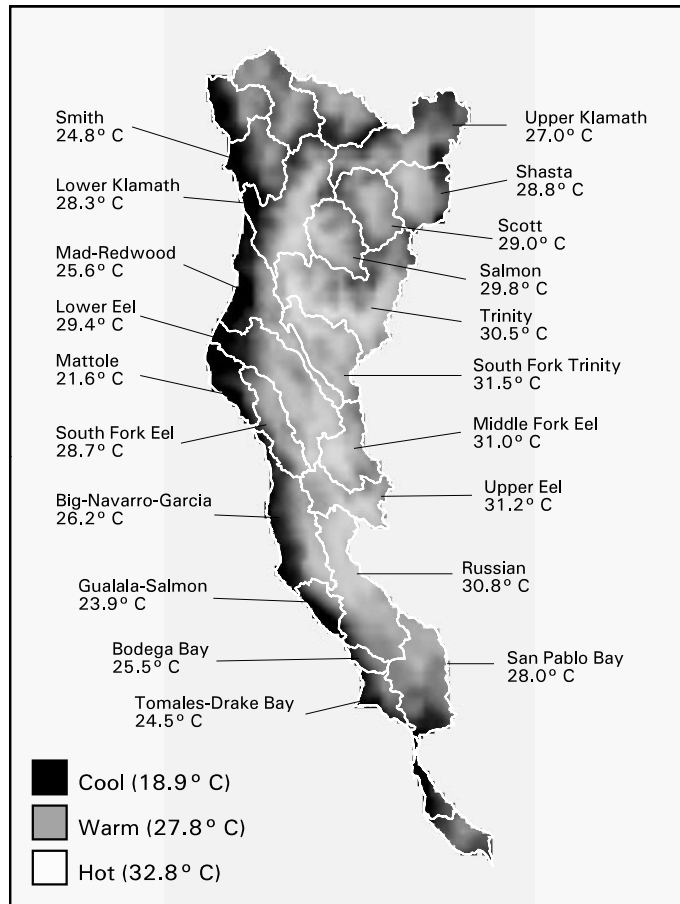 Smith
24.8° C
Lower Klamath
28.3° C
Mad-Redwood
25.6° C
Lower Eel
29.4° C
Mattole
21.6° C
South Fork Eel
28.7° C
Big-Navarro-Garcia
26.2° C
Gualala-Salmon
23.9° C
Bodega Bay
25.5° C
Tomales-Drake Bay
24.5° C
Upper Klamath
27.0° C
Shasta
28.8° C
Scott
29.0° C
Salmon
29.8° C
Trinity
30.5° C
South Fork Trinity
31.5° C
Middle Fork Eel
31.0° C
Upper Eel
31.2° C
Russian
30.8° C
San Pablo Bay
28.0° C
Cool (18.9° C)
Warm (27.8° C)
Hot (32.8° C)